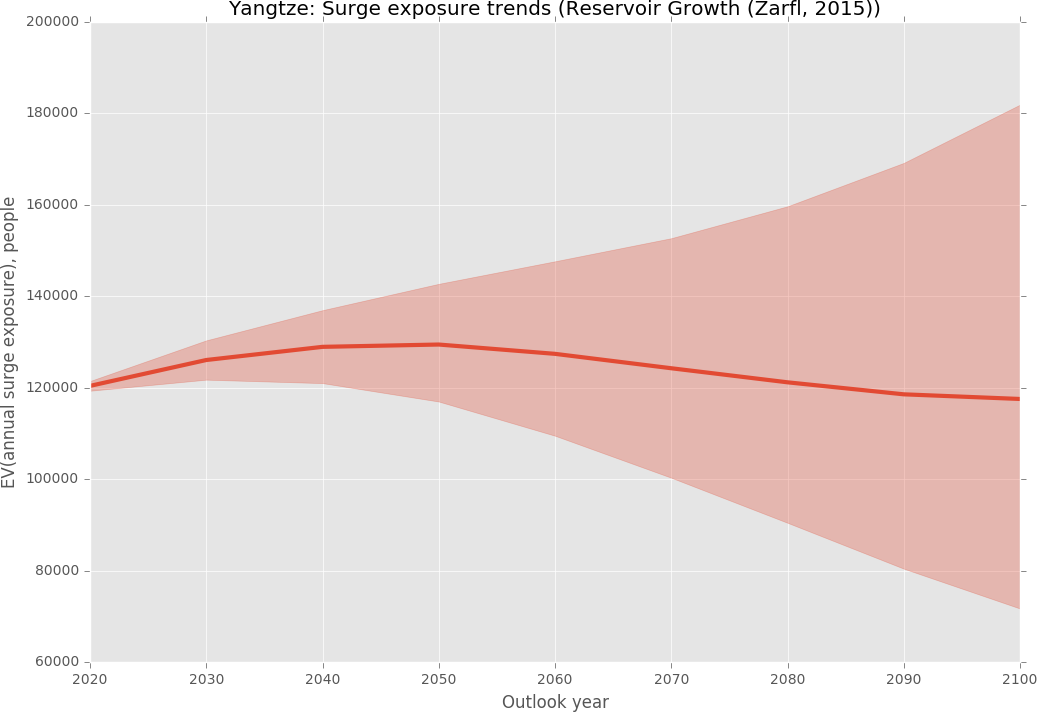 Yangtze: Surge exposure trends (Reservoir Growth (Zarfl, 2015))
EV(annual surge exposure), people
200000
180000
160000
140000
120000
100000
80000
60000
2020 2030 2040 2050 2060 2070 2080 2090 2100
Outlook year